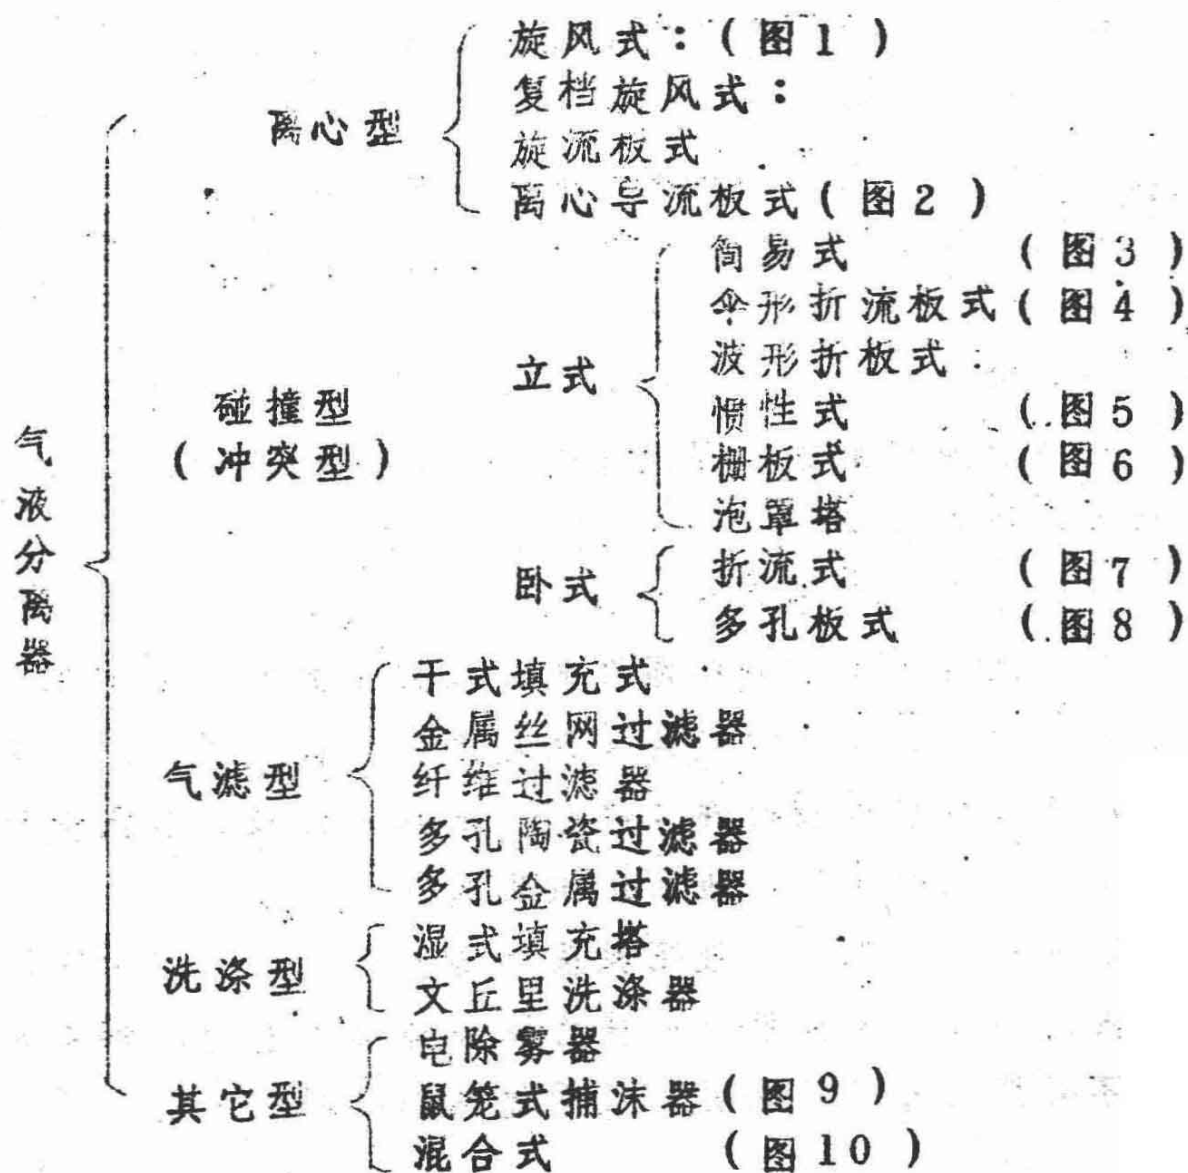 气液分离器
离心型
旋风式：（图1）
复档旋风式：
旋流板式
离心导流板式（图2）
碰撞型
（冲突型）
立式
简易式（图3）
伞形折流板式（图4）
波形折板式：
惯性式（图5）
栅板式（图6）
泡罩塔
卧式
折流式（图7）
多孔板式（图8）
气滤型
干式填充式
金属丝网过滤器
纤维过滤器
多孔陶瓷过滤器
多孔金属过滤器
洗涤型
湿式填充塔
文丘里洗涤器
其它型
电除雾器
鼠笼式捕沫器（图9）
混合式（图10）